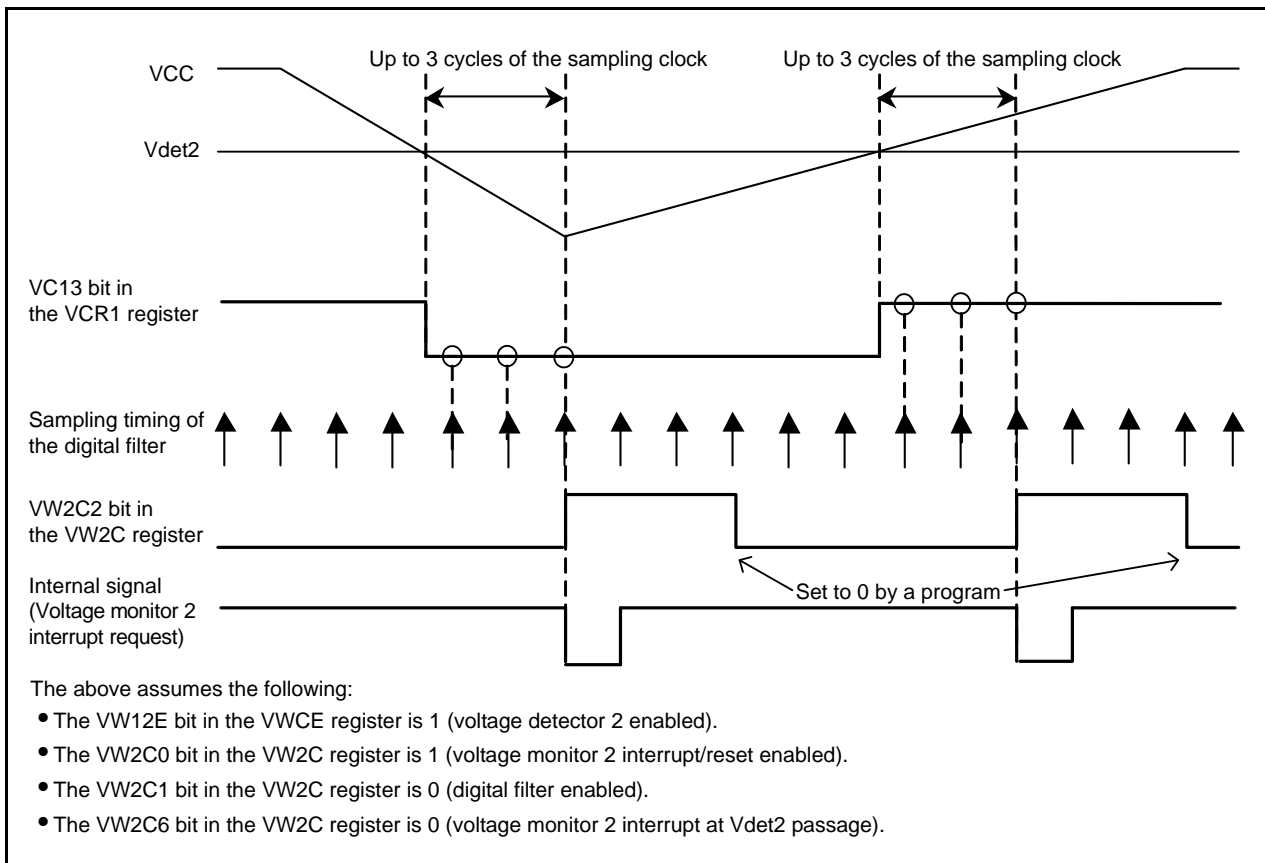 Up to 3 cycles of the sampling clock
Up to 3 cycles of the sampling clock
VCC
Vdet2
VC13 bit in
the VCR1 register
Sampling timing of
the digital filter
VW2C2 bit in
the VW2C register
Set to 0 by a program
Internal signal
(Voltage monitor 2
interrupt request)
The above assumes the following:
• The VW12E bit in the VWCE register is 1 (voltage detector 2 enabled).
• The VW2C0 bit in the VW2C register is 1 (voltage monitor 2 interrupt/reset enabled).
• The VW2C1 bit in the VW2C register is 0 (digital filter enabled).
• The VW2C6 bit in the VW2C register is 0 (voltage monitor 2 interrupt at Vdet2 passage).